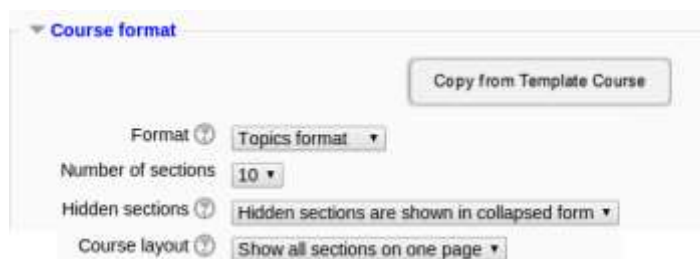 Course format
Copy from Template Course
Format Topics format
Number of sections 10
Hidden sections Hidden sections are shown in collapsed form
Course layout Show all sections on one page